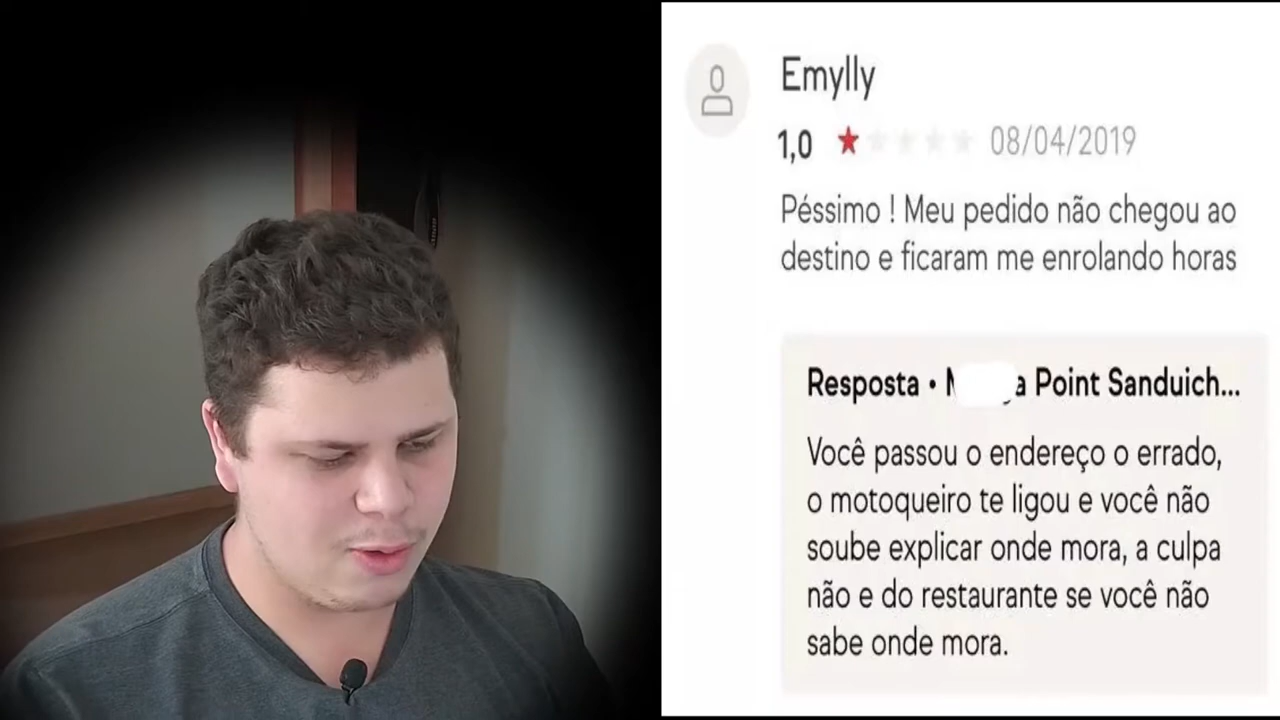 Emylly
1,0 08/04/2019
Péssimo ! Meu pedido não chegou ao
destino e ficaram me enrolando horas
Resposta • Point Sanduich...
Você passou o endereço o errado,
o motoqueiro te ligou e você não
soube explicar onde mora, a culpa
não e do restaurante se você não
sabe onde mora.